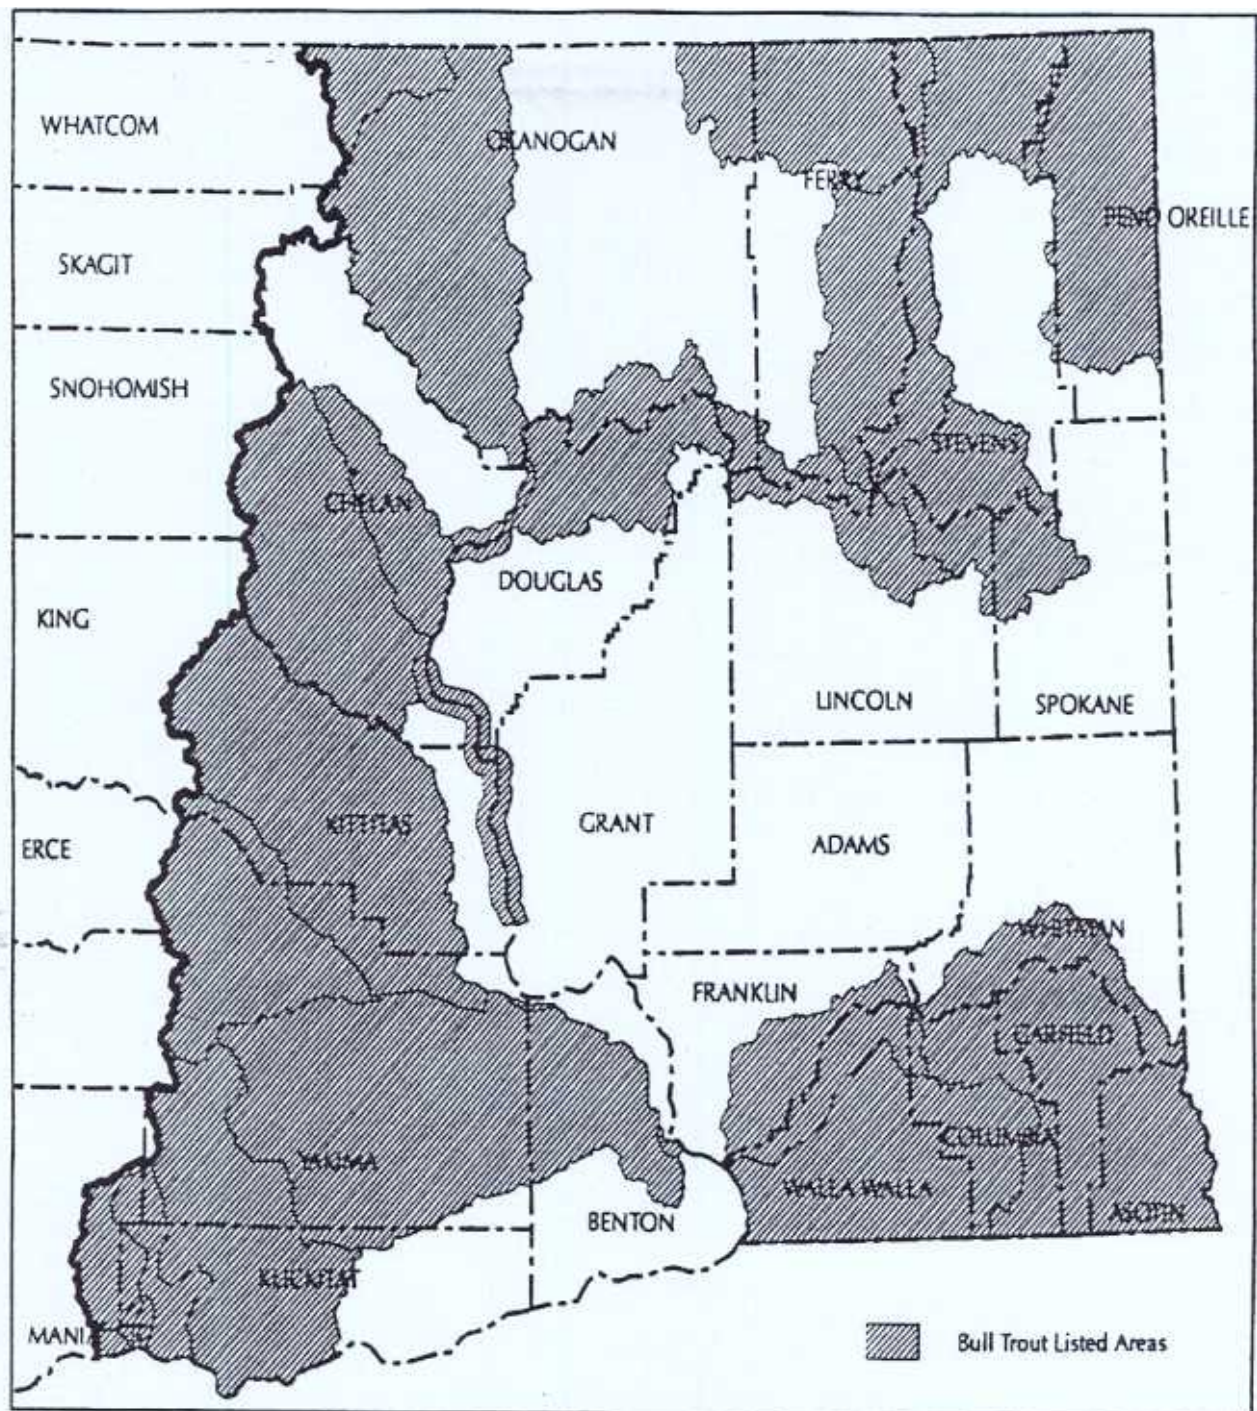 WHATCOM
OKANOGAN
FERRY
PEND OREILLE
SKAGIT
SNOHOMISH
STEVENS
CHELAN
DOUGLAS
KING
LINCOLN
SPOKANE
KITTITAS
GRANT
ADAMS
ERCE
WHITMAN
FRANKLIN
GARFIELD
COLUMBIA
YAKIMA
WALLA WALLA
ASOTIN
BENTON
KLICKITAT
MANIA
Bull Trout Listed Areas